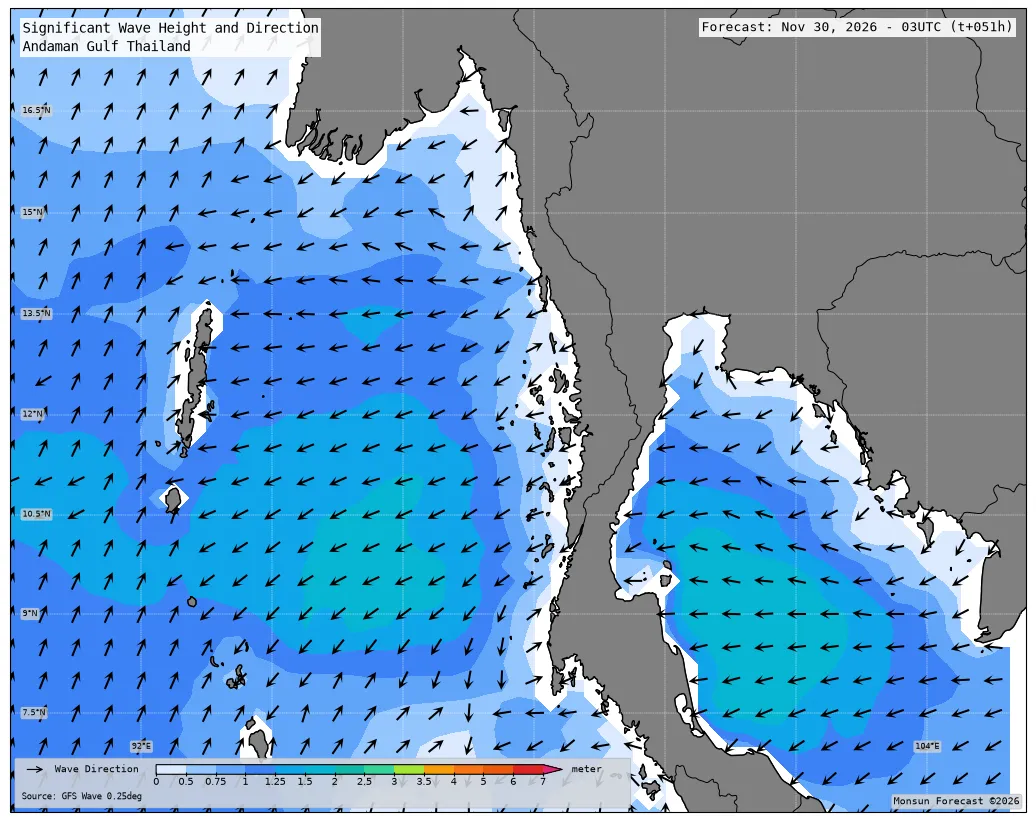 Significant Wave Height and Direction
Andaman Gulf Thailand
Forecast: Nov 30, 2026 - 03UTC (t+051h)
16.5°N
15°N
13.5°N
12°N
10.5°N
9°N
7.5°N
92°E
104°E
Wave Direction
meter
0.5 0.75 1 1.25 1.5 2 2.5 3 3.5 4 5 6 7
Source: GFS Wave 0.25deg
Monsun Forecast ©2026